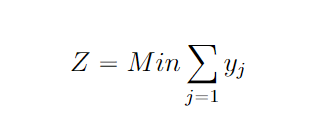 Z = Min ∑_{j=1} y_j